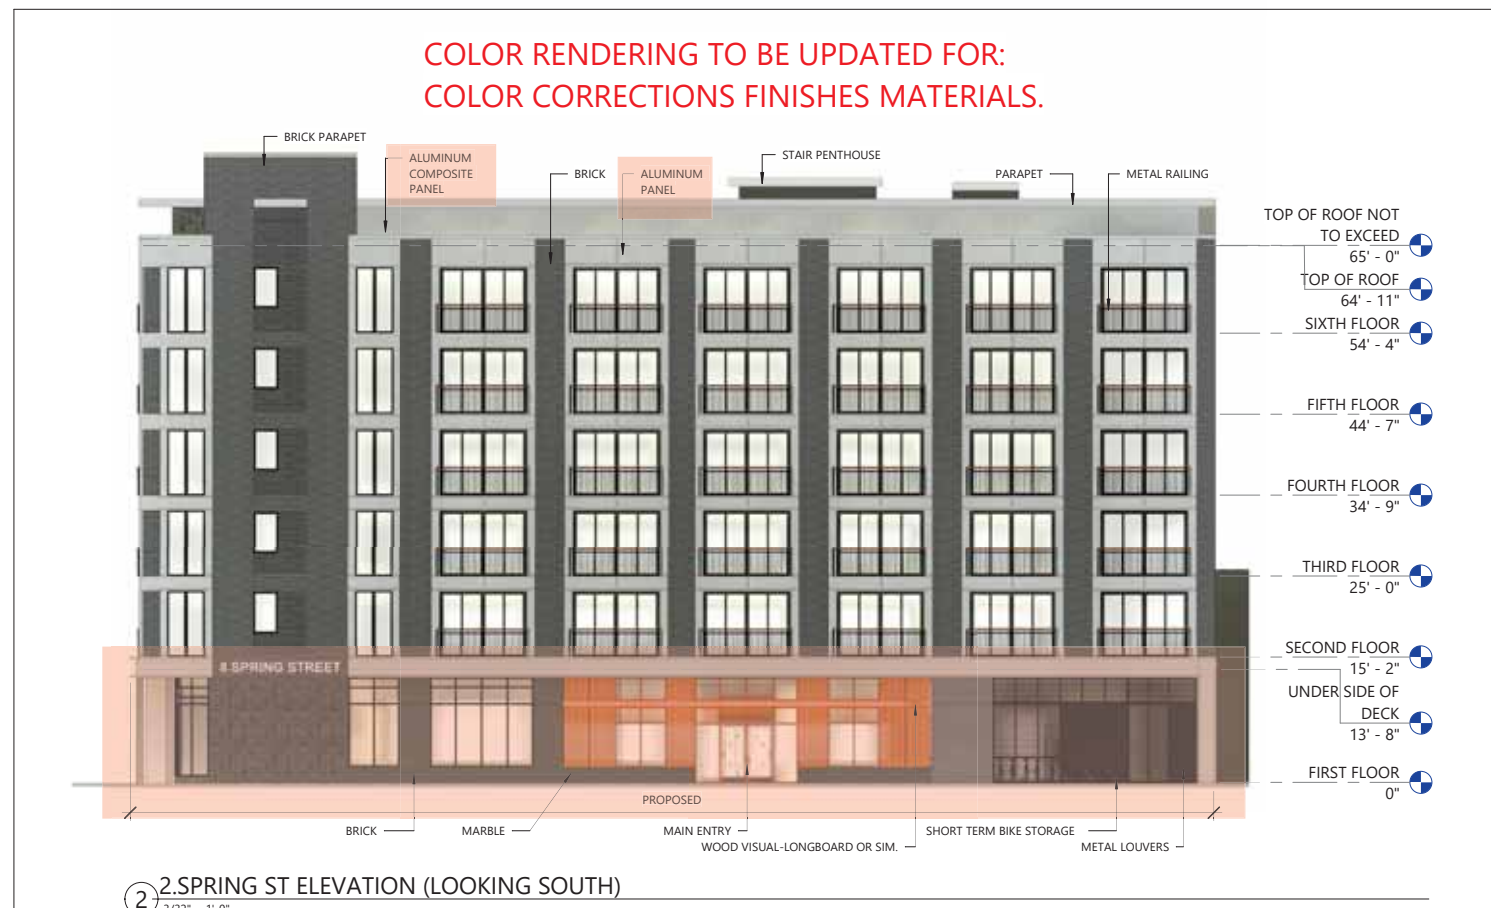 COLOR RENDERING TO BE UPDATED FOR:
COLOR CORRECTIONS FINISHES MATERIALS.
BRICK PARAPET
ALUMINUM
COMPOSITE
PANEL
BRICK
ALUMINUM
PANEL
STAIR PENTHOUSE
PARAPET
METAL RAILING
TOP OF ROOF NOT
TO EXCEED
65' - 0"
TOP OF ROOF
64' - 11"
SIXTH FLOOR
54' - 4"
FIFTH FLOOR
44' - 7"
FOURTH FLOOR
34' - 9"
THIRD FLOOR
25' - 0"
SECOND FLOOR
15' - 2"
UNDER SIDE OF
DECK
13' - 8"
FIRST FLOOR
0"
8 SPRING STREET
PROPOSED
BRICK
MARBLE
MAIN ENTRY
WOOD VISUAL-LONGBOARD OR SIM.
SHORT TERM BIKE STORAGE
METAL LOUVERS
2
2.SPRING ST ELEVATION (LOOKING SOUTH)